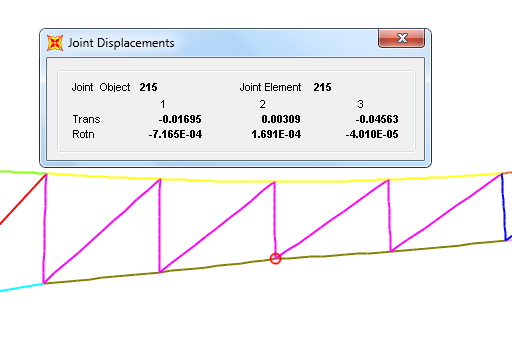 Joint Displacements
Joint Object 215 Joint Element 215
1 2 3
Trans -0.01695 0.00309 -0.04563
Rotn -7.165E-04 1.691E-04 -4.010E-05